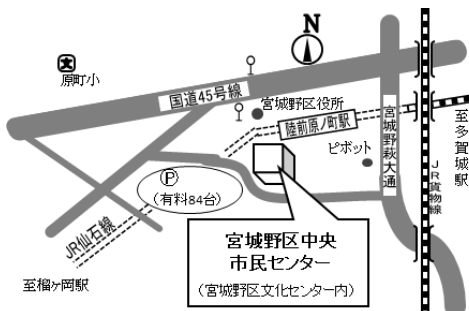 N
原町小
国道45号線
宮城野区役所
陸前原ノ町駅
ピボット
宮城野萩大通
至多賀城駅
JR貨物線
P
(有料84台)
JR仙石線
至榴ヶ岡駅
宮城野区中央
市民センター
(宮城野区文化センター内)